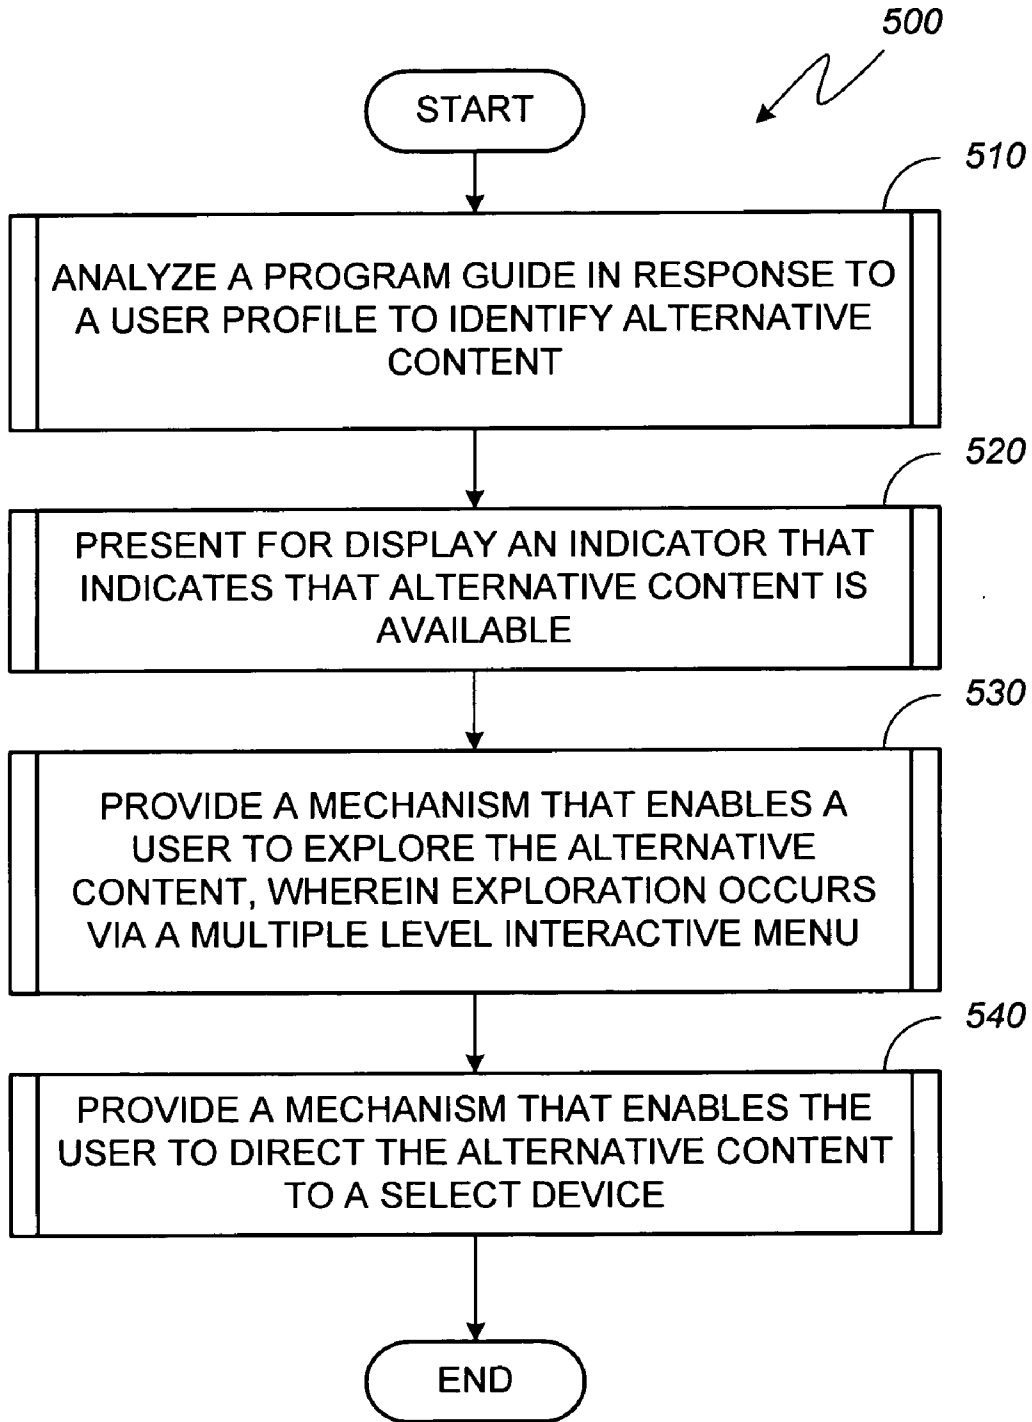 500
START
510
ANALYZE A PROGRAM GUIDE IN RESPONSE TO
A USER PROFILE TO IDENTIFY ALTERNATIVE
CONTENT
520
PRESENT FOR DISPLAY AN INDICATOR THAT
INDICATES THAT ALTERNATIVE CONTENT IS
AVAILABLE
530
PROVIDE A MECHANISM THAT ENABLES A
USER TO EXPLORE THE ALTERNATIVE
CONTENT, WHEREIN EXPLORATION OCCURS
VIA A MULTIPLE LEVEL INTERACTIVE MENU
540
PROVIDE A MECHANISM THAT ENABLES THE
USER TO DIRECT THE ALTERNATIVE CONTENT
TO A SELECT DEVICE
END